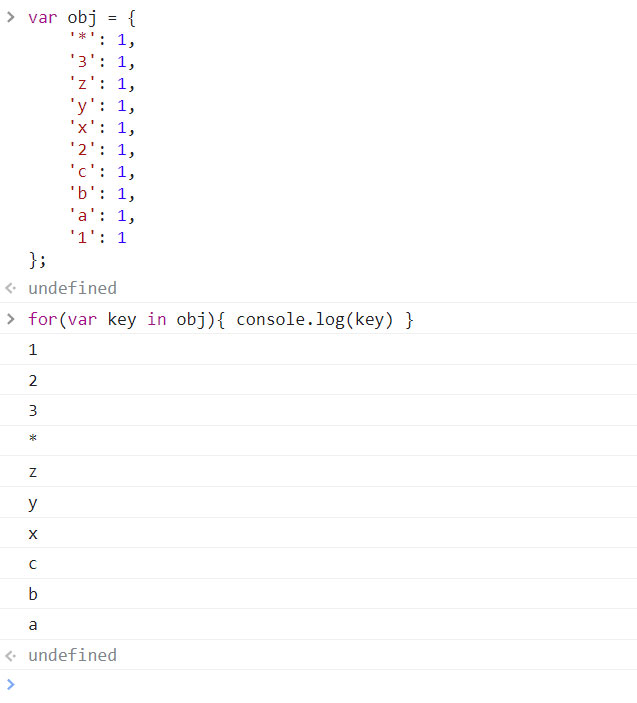 > var obj = {
    '*': 1,
    '3': 1,
    'z': 1,
    'y': 1,
    'x': 1,
    '2': 1,
    'c': 1,
    'b': 1,
    'a': 1,
    '1': 1
};
undefined
> for(var key in obj){ console.log(key) }
1
2
3
*
z
y
x
c
b
a
undefined
>